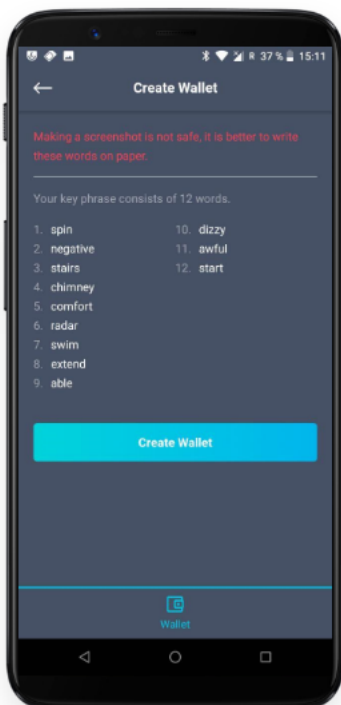 R 37 % 15:11
Create Wallet
Making a screenshot is not safe, it is better to write
these words on paper.
Your key phrase consists of 12 words.
1. spin
2. negative
3. stairs
4. chimney
5. comfort
6. radar
7. swim
8. extend
9. able
10. dizzy
11. awful
12. start
Create Wallet
Wallet